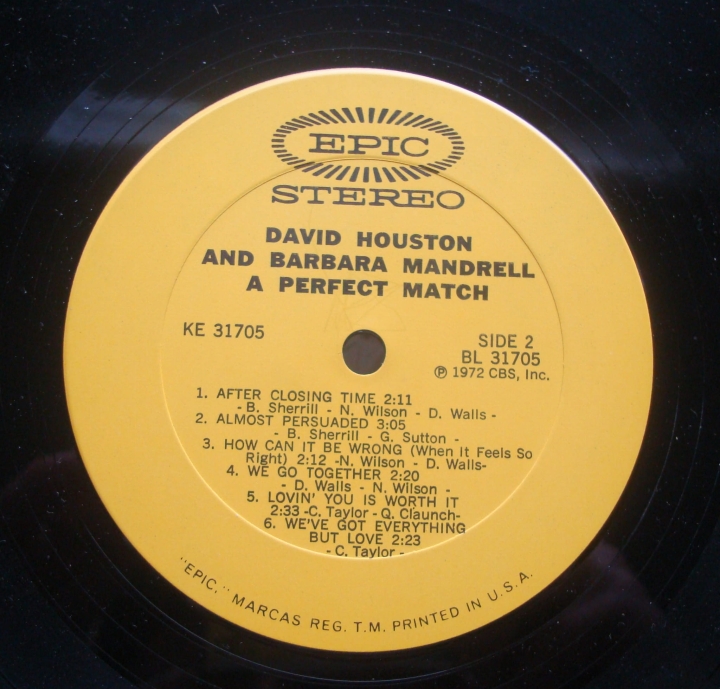 EPIC
STEREO
DAVID HOUSTON
AND BARBARA MANDRELL
A PERFECT MATCH
KE 31705
SIDE 2
BL 31705
Ⓟ 1972 CBS, Inc.
1. AFTER CLOSING TIME 2:11
- B. Sherrill - N. Wilson - D. Walls -
2. ALMOST PERSUADED 3:05
- B. Sherrill - G. Sutton -
3. HOW CAN IT BE WRONG (When It Feels So
Right) 2:12 -N. Wilson - D. Walls-
4. WE GO TOGETHER 2:20
- D. Walls - N. Wilson -
5. LOVIN' YOU IS WORTH IT
2:33 -C. Taylor - Q. Claunch-
6. WE'VE GOT EVERYTHING
BUT LOVE 2:23
- C. Taylor -
"EPIC," MARCAS REG. T.M. PRINTED IN U.S.A.